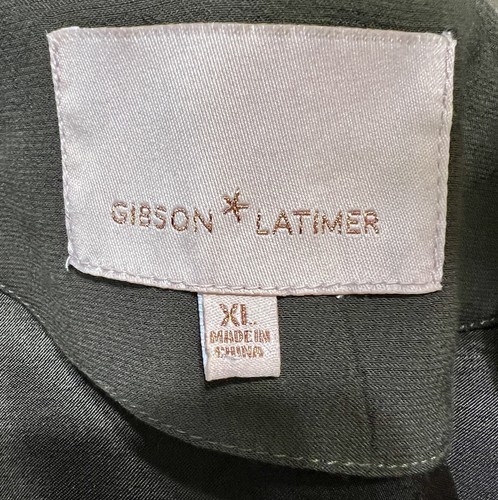 GIBSON * LATIMER
XL
MADE IN
CHINA